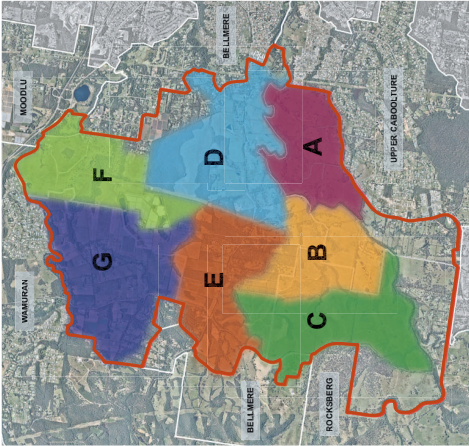 BELLMERE
MOODLU
UPPER CABOOLTURE
A
D
F
B
E
G
C
WAMURAN
BELLMERE
ROCKSBERG